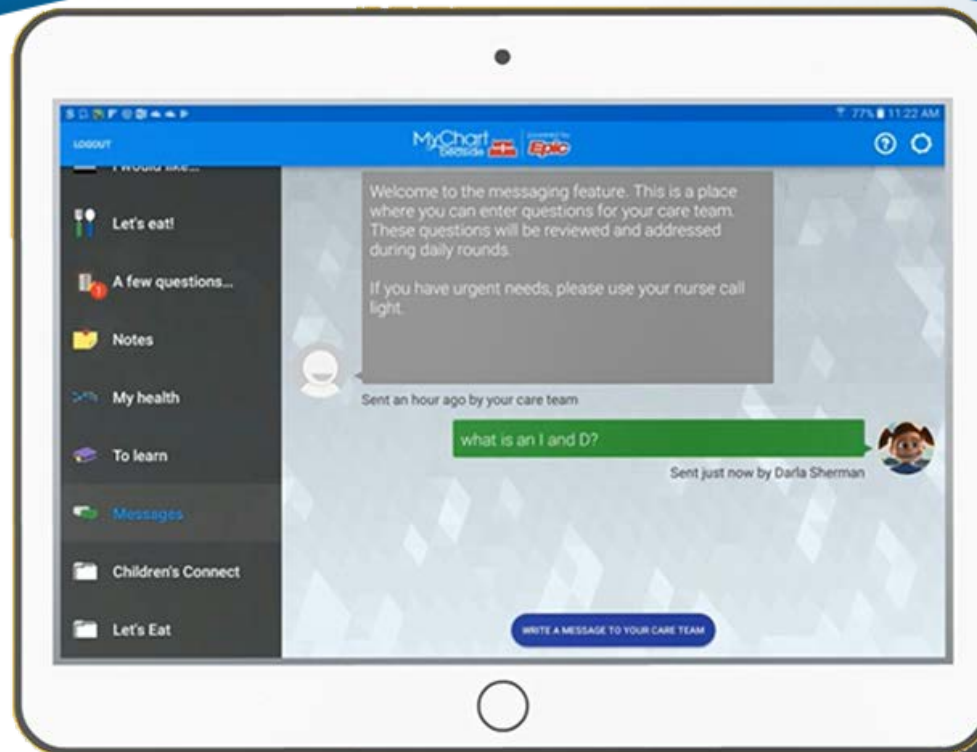 77% 11:22 AM
LOGOUT
MyChart
Bedside
Epic
I would like...
Let's eat!
A few questions...
1
Notes
My health
To learn
Messages
Children's Connect
Let's Eat
Welcome to the messaging feature. This is a place
where you can enter questions for your care team.
These questions will be reviewed and addressed
during daily rounds.
If you have urgent needs, please use your nurse call
light.
Sent an hour ago by your care team
what is an I and D?
Sent just now by Darla Sherman
WRITE A MESSAGE TO YOUR CARE TEAM